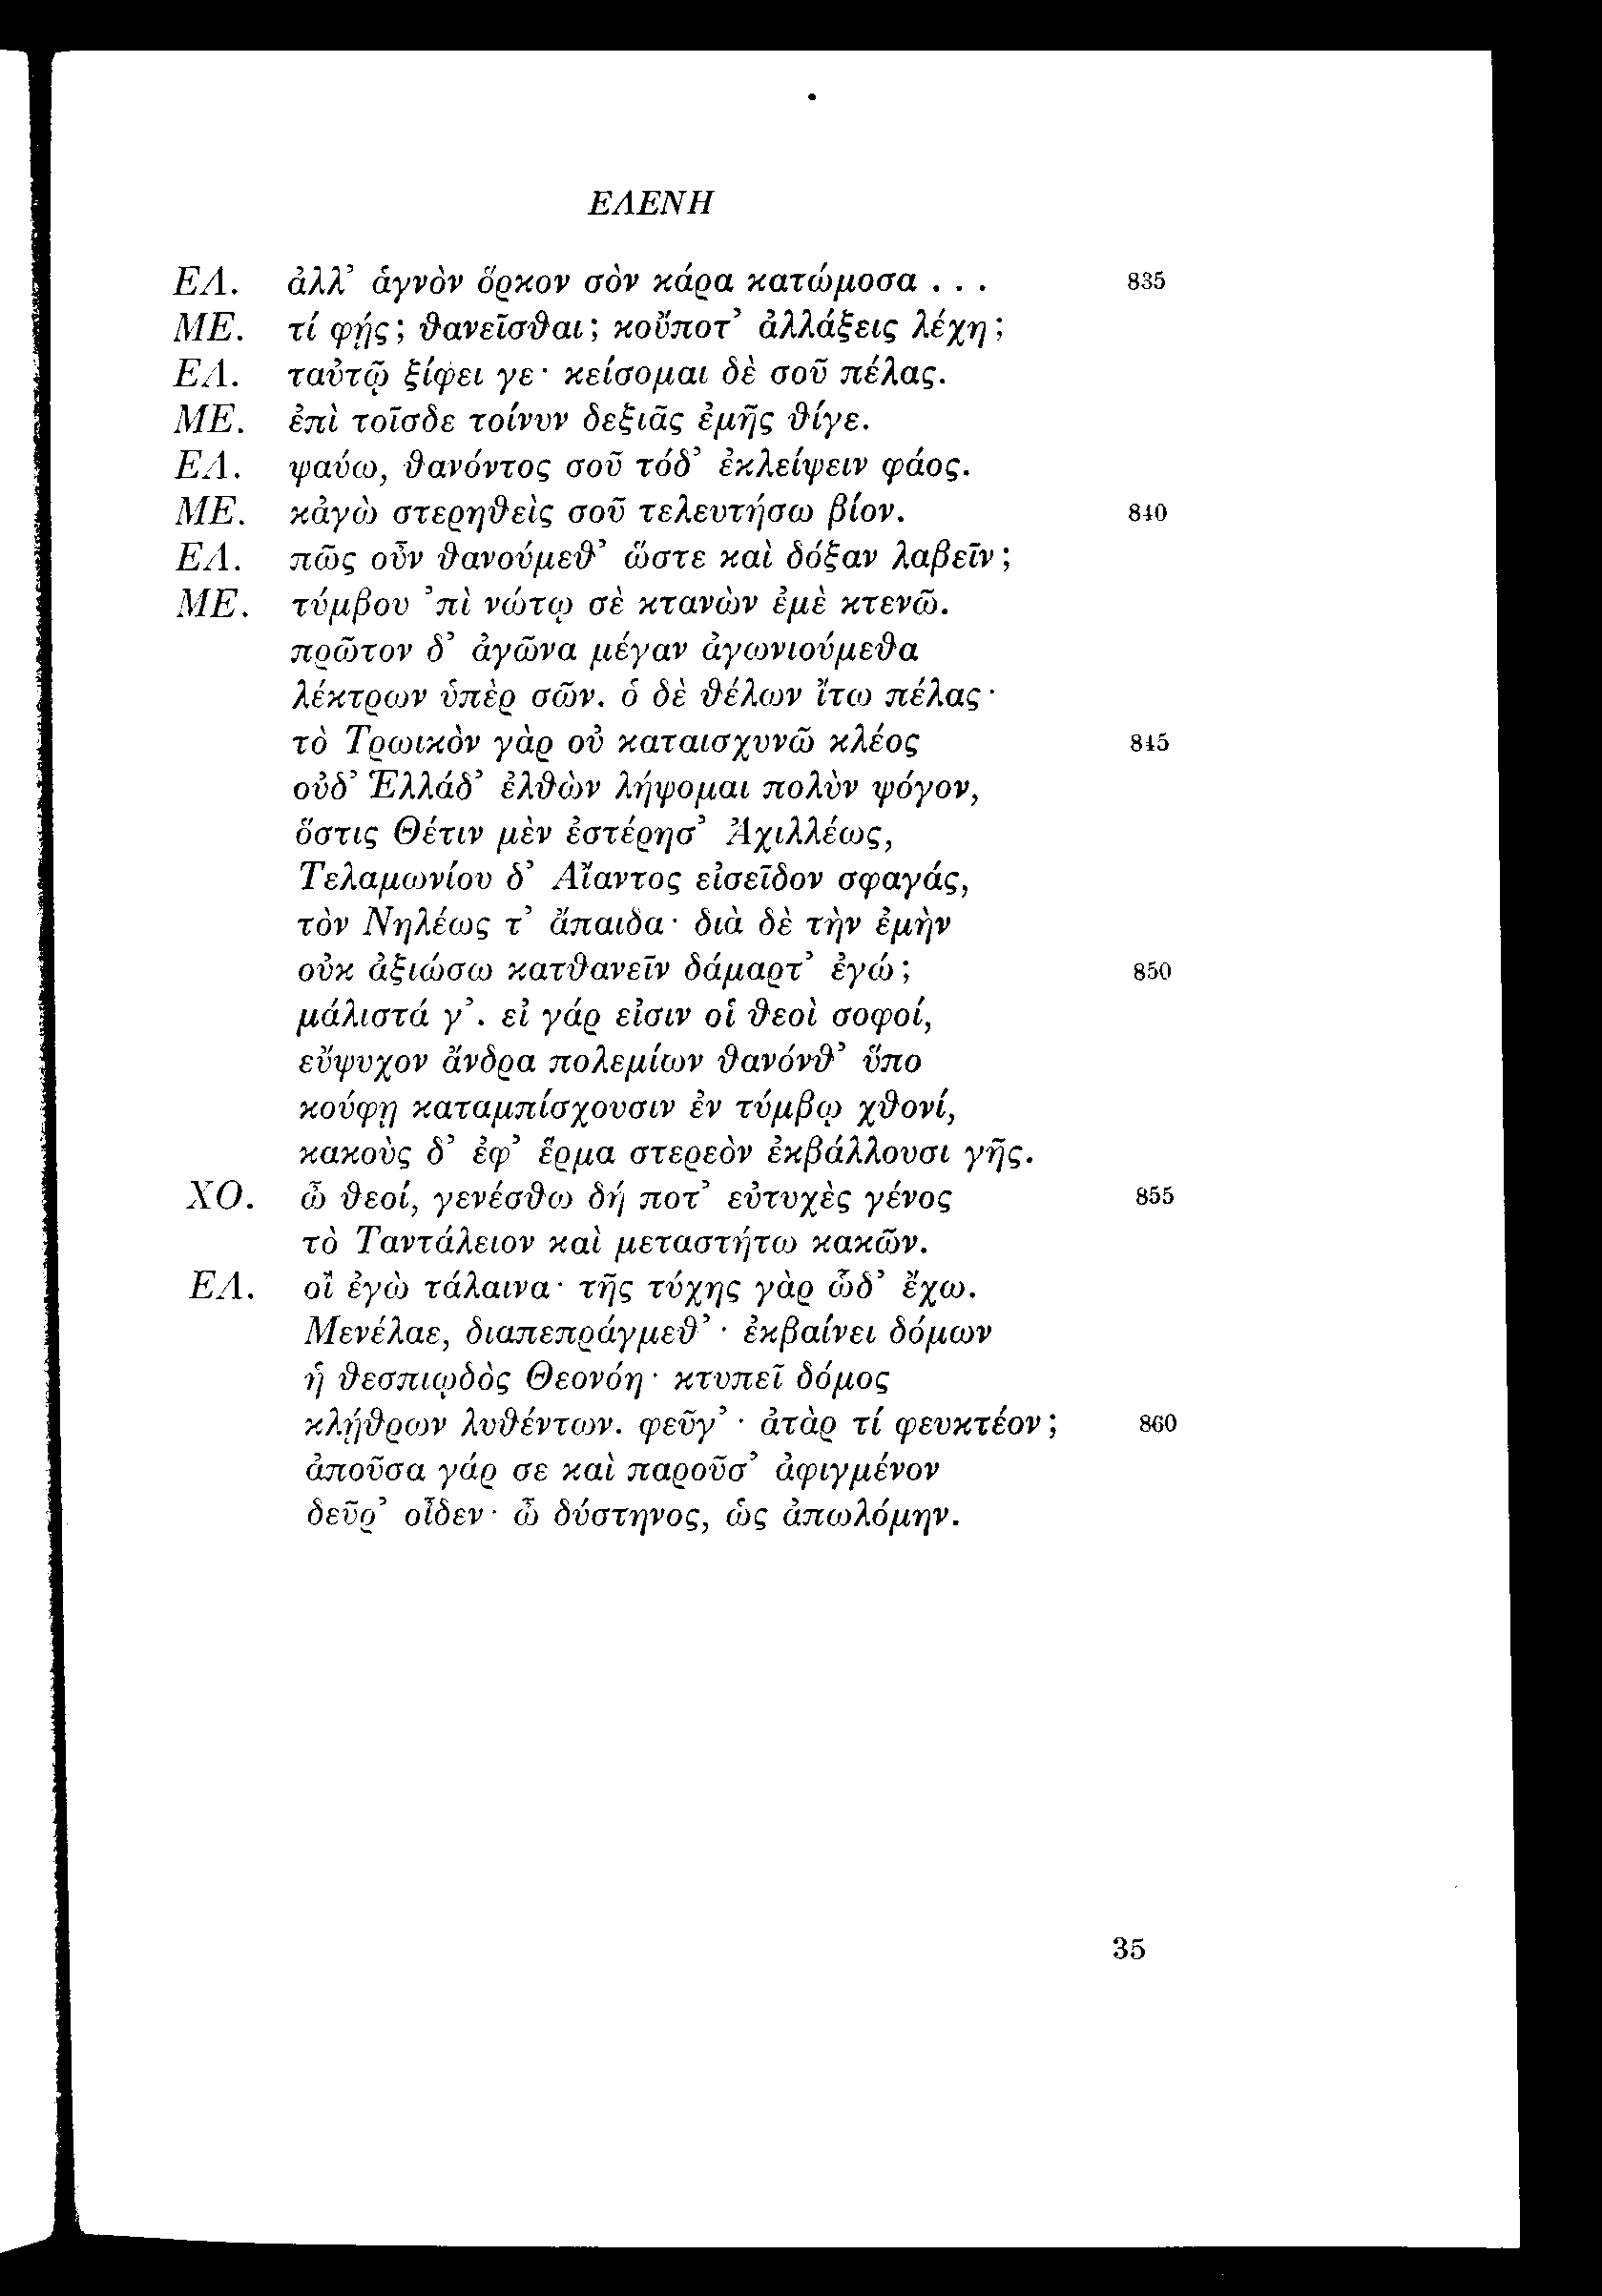 ΕΛΕΝΗ
ΕΛ. ἀλλ’ ἁγνὸν ὅρκον σὸν κάρα κατώμοσα . . . 835
ΜΕ. τί φῄς; θανεῖσθαι; κοὔποτ’ ἀλλάξεις λέχη;
ΕΛ. ταὐτῷ ξίφει γε· κείσομαι δὲ σοῦ πέλας.
ΜΕ. ἐπὶ τοῖσδε τοίνυν δεξιᾶς ἐμῆς θίγε.
ΕΛ. ψαύω, θανόντος σοῦ τόδ’ ἐκλείψειν φάος.
ΜΕ. κἀγὼ στερηθεὶς σοῦ τελευτήσω βίον. 840
ΕΛ. πῶς οὖν θανούμεθ’ ὥστε καὶ δόξαν λαβεῖν;
ΜΕ. τύμβου ’πὶ νώτῳ σὲ κτανὼν ἐμὲ κτενῶ.
πρῶτον δ’ ἀγῶνα μέγαν ἀγωνιούμεθα
λέκτρων ὑπὲρ σῶν. ὁ δὲ θέλων ἴτω πέλας·
τὸ Τρωικὸν γὰρ οὐ καταισχυνῶ κλέος 845
οὐδ’ Ἑλλάδ’ ἐλθὼν λήψομαι πολὺν ψόγον,
ὅστις Θέτιν μὲν ἐστέρησ’ Ἀχιλλέως,
Τελαμωνίου δ’ Αἴαντος εἰσεῖδον σφαγάς,
τὸν Νηλέως τ’ ἄπαιδα· διὰ δὲ τὴν ἐμὴν
οὐκ ἀξιώσω κατθανεῖν δάμαρτ’ ἐγώ; 850
μάλιστά γ’. εἰ γάρ εἰσιν οἱ θεοὶ σοφοί,
εὔψυχον ἄνδρα πολεμίων θανόνθ’ ὕπο
κούφῃ καταμπίσχουσιν ἐν τύμβῳ χθονί,
κακοὺς δ’ ἐφ’ ἕρμα στερεὸν ἐκβάλλουσι γῆς.
ΧΟ. ὦ θεοί, γενέσθω δή ποτ’ εὐτυχὲς γένος 855
τὸ Ταντάλειον καὶ μεταστήτω κακῶν.
ΕΛ. οἲ ἐγὼ τάλαινα· τῆς τύχης γὰρ ὧδ’ ἔχω.
Μενέλαε, διαπεπράγμεθ’· ἐκβαίνει δόμων
ἡ θεσπιῳδὸς Θεονόη· κτυπεῖ δόμος
κλῄθρων λυθέντων. φεῦγ’· ἀτὰρ τί φευκτέον; 860
ἀποῦσα γάρ σε καὶ παροῦσ’ ἀφιγμένον
δεῦρ’ οἶδεν· ὦ δύστηνος, ὡς ἀπωλόμην.
35